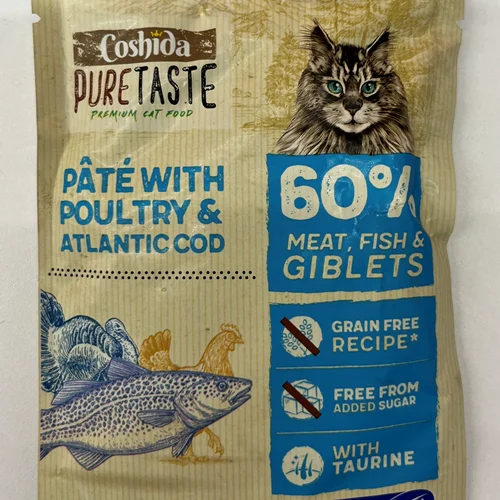 Coshida
PURETASTE
PREMIUM CAT FOOD
PÂTÉ WITH
POULTRY &
ATLANTIC COD
60%
MEAT, FISH &
GIBLETS
GRAIN FREE
RECIPE*
FREE FROM
ADDED SUGAR
WITH
TAURINE